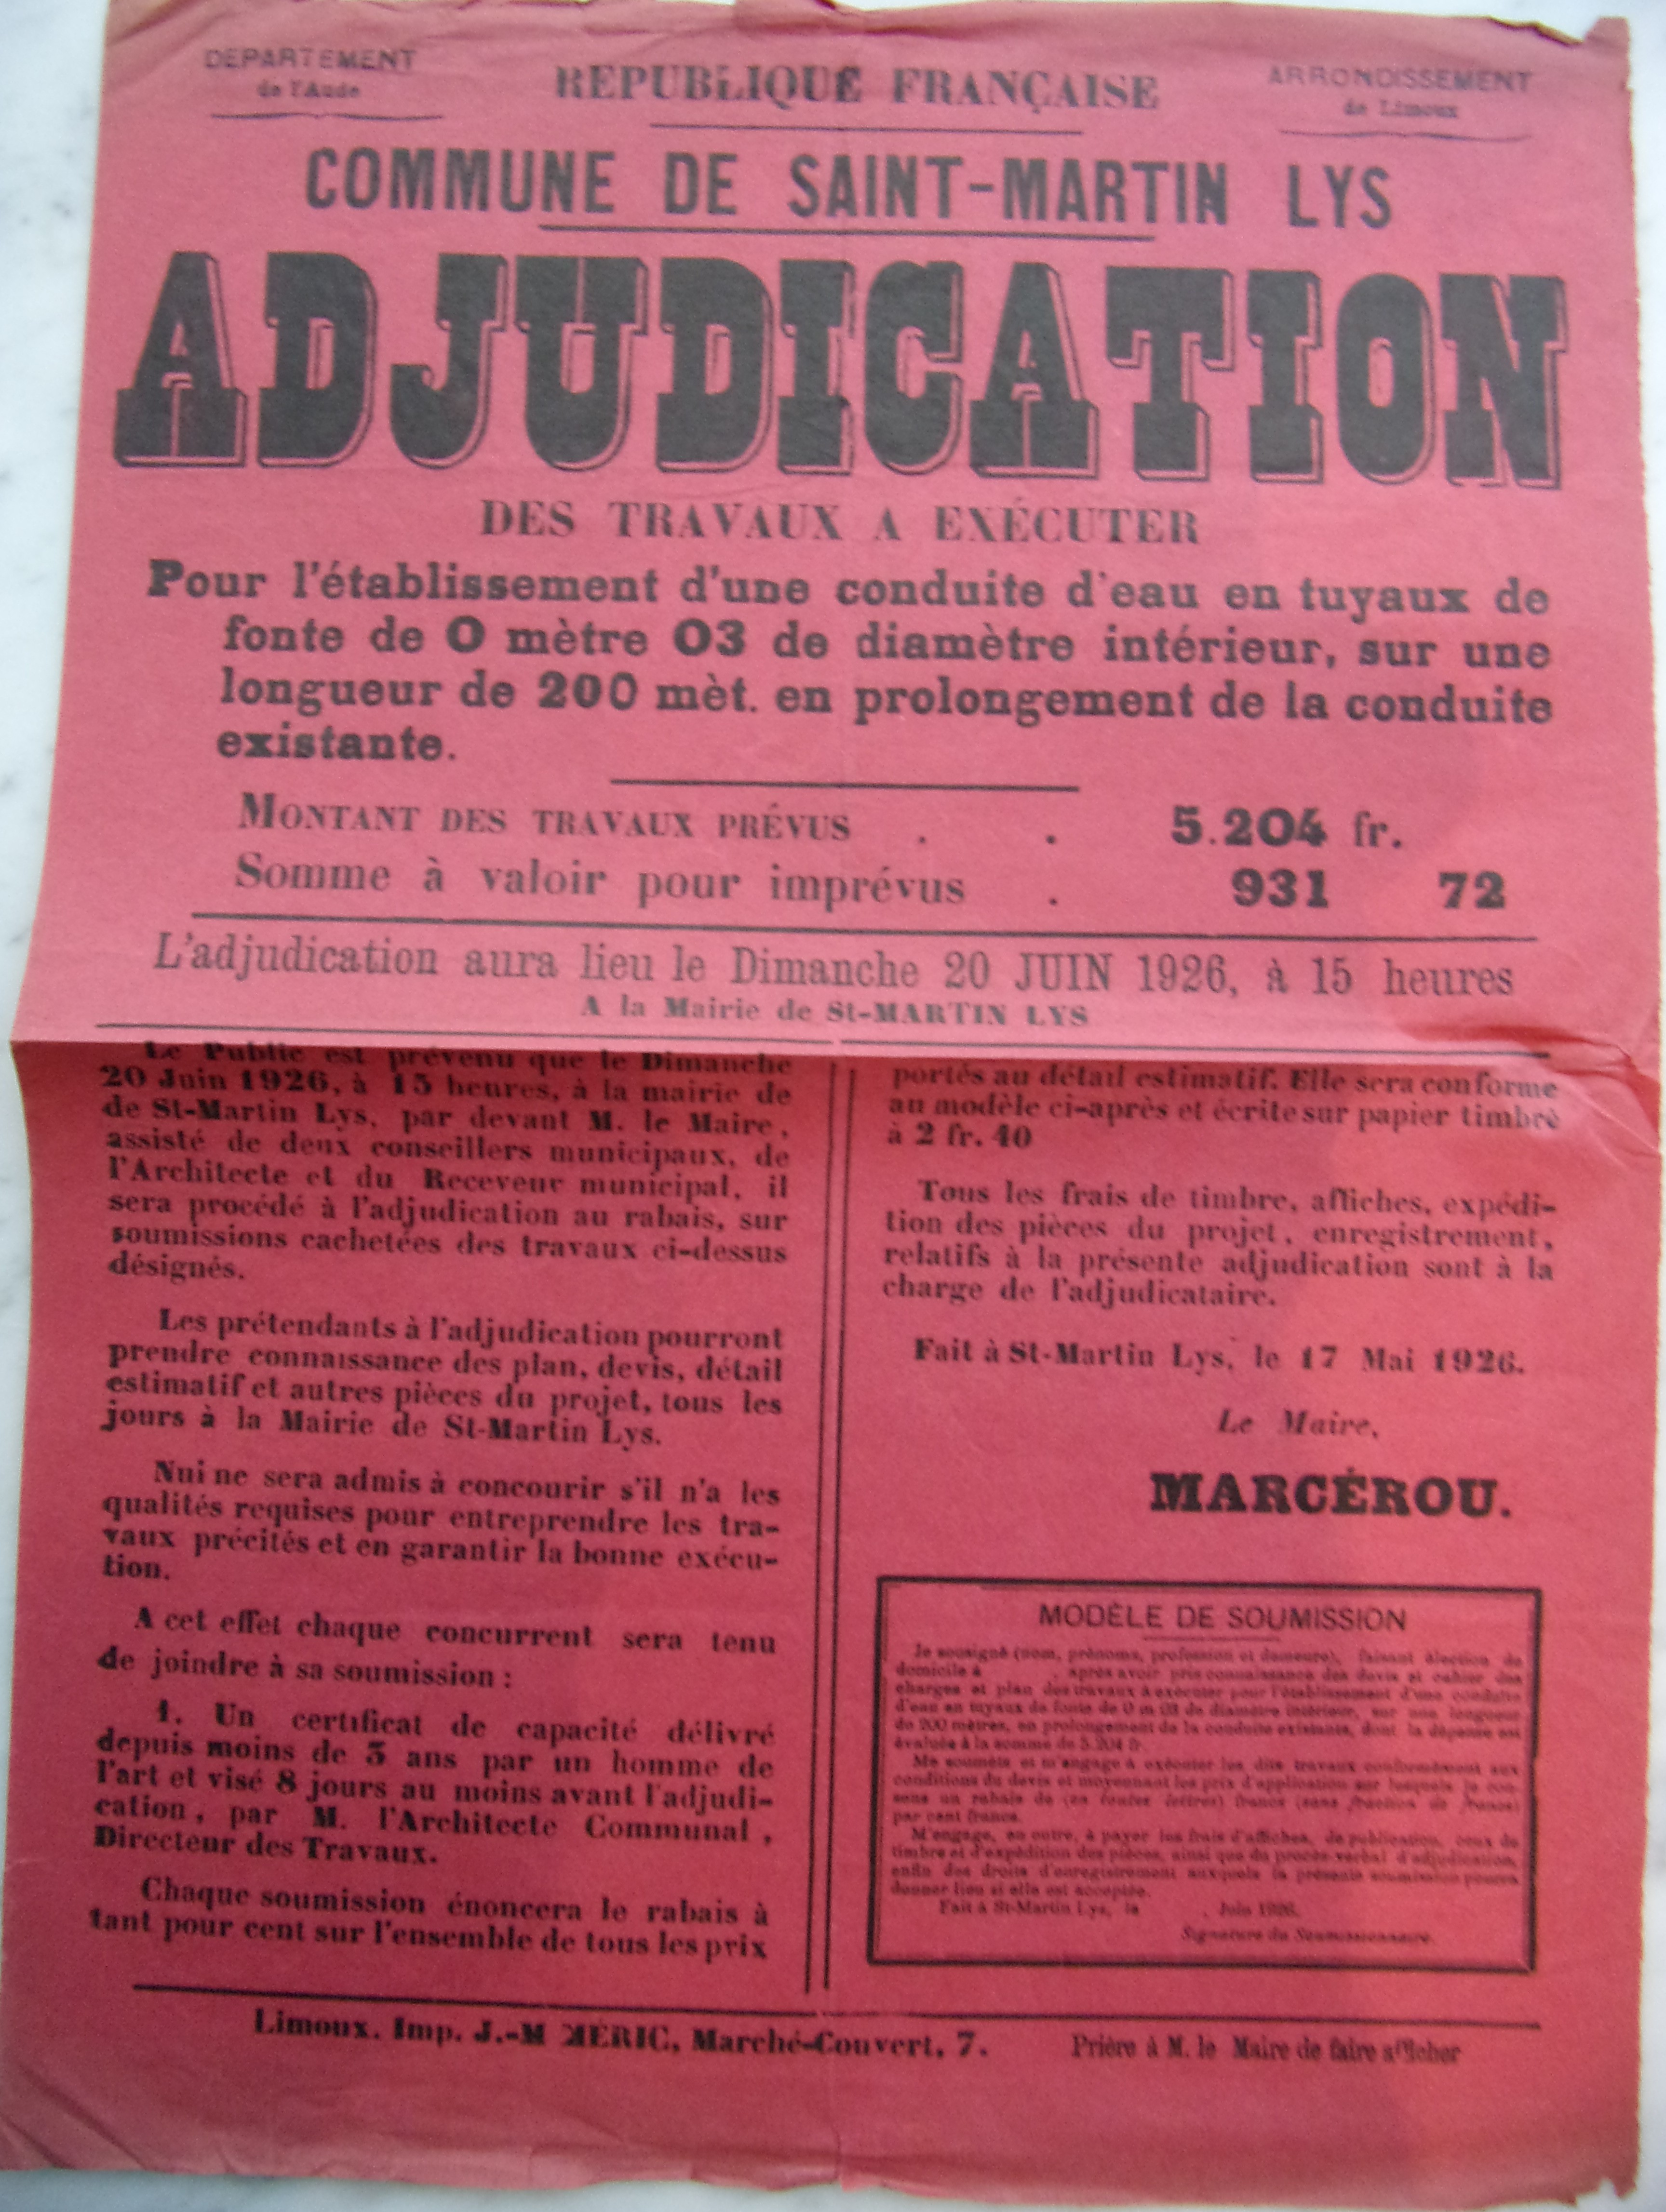 DEPARTEMENT
de l'Aude
REPUBLIQUE FRANÇAISE
ARRONDISSEMENT
de Limoux
COMMUNE DE SAINT-MARTIN LYS
ADJUDICATION
DES TRAVAUX A EXÉCUTER
Pour l'établissement d'une conduite d'eau en tuyaux de
fonte de 0 mètre 03 de diamètre intérieur, sur une
longueur de 200 mèt. en prolongement de la conduite
existante.
MONTANT DES TRAVAUX PRÉVUS . . 5.204 fr.
Somme à valoir pour imprévus . 931 72
L'adjudication aura lieu le Dimanche 20 JUIN 1926, à 15 heures
A la Mairie de St-MARTIN LYS
Le Public est prévenu que le Dimanche
20 Juin 1926, à 15 heures, à la mairie de
de St-Martin Lys, par devant M. le Maire,
assisté de deux conseillers municipaux, de
l'Architecte et du Receveur municipal, il
sera procédé à l'adjudication au rabais, sur
soumissions cachetées des travaux ci-dessus
désignés.
Les prétendants à l'adjudication pourront
prendre connaissance des plan, devis, détail
estimatif et autres pièces du projet, tous les
jours à la Mairie de St-Martin Lys.
Nul ne sera admis à concourir s'il n'a les
qualités requises pour entreprendre les tra-
vaux précités et en garantir la bonne exécu-
tion.
A cet effet chaque concurrent sera tenu
de joindre à sa soumission :
1. Un certificat de capacité délivré
depuis moins de 3 ans par un homme de
l'art et visé 8 jours au moins avant l'adjudi-
cation, par M. l'Architecte Communal,
Directeur des Travaux.
Chaque soumission énoncera le rabais à
tant pour cent sur l'ensemble de tous les prix
portés au détail estimatif. Elle sera conforme
au modèle ci-après et écrite sur papier timbré
à 2 fr. 40
Tous les frais de timbre, affiches, expédi-
tion des pièces du projet, enregistrement,
relatifs à la présente adjudication sont à la
charge de l'adjudicataire.
Fait à St-Martin Lys, le 17 Mai 1926.
Le Maire,
MARCÉROU.
MODÈLE DE SOUMISSION
Je sousigné (nom, prénoms, profession et demeure), faisant élection de
domicile à , après avoir pris connaissance des devis et cahier des
charges et plan des travaux à exécuter pour l'établissement d'une conduite
d'eau en tuyaux de fonte de 0 m 03 de diamètre intérieur, sur une longueur
de 200 mètres, en prolongement de la conduite existante, dont la dépense est
évaluée à la somme de 5.204 fr.
Me soumets et m'engage à exécuter les dits travaux conformément aux
conditions du devis et moyennant les prix d'application sur lesquels je con-
sens un rabais de (en toutes lettres) francs (sans fraction de francs)
par cent francs.
M'engage, en outre, à payer les frais d'affiches, de publication, ceux de
timbre et d'expédition des pièces, ainsi que du procès-verbal d'adjudication,
enfin des droits d'enregistrement auxquels la présente soumission pourra
donner lieu si elle est acceptée.
Fait à St-Martin Lys, le . Juin 1926.
Signature du Soumissionnaire.
Limoux. Imp. J.-M MÉRIC, Marché-Couvert, 7.
Prière à M. le Maire de faire afficher